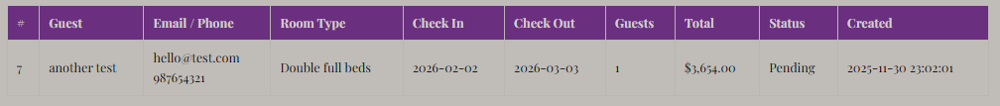 # Guest Email / Phone Room Type Check In Check Out Guests Total Status Created
7 another test hello@test.com 987654321 Double full beds 2026-02-02 2026-03-03 1 $3,654.00 Pending 2025-11-30 23:02:01